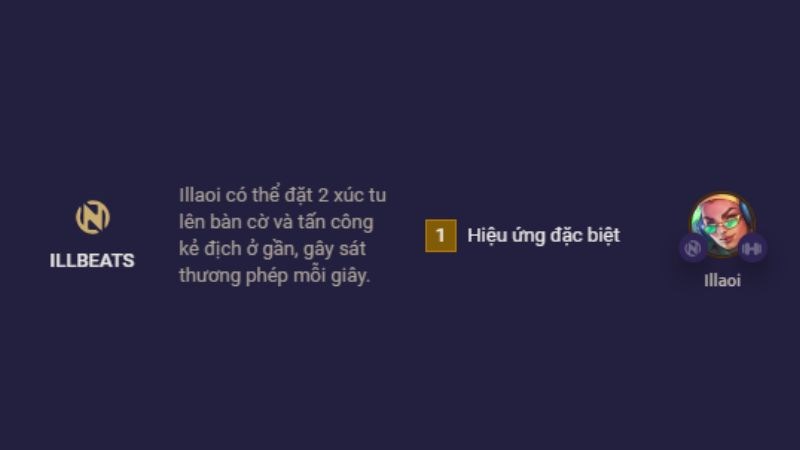 ILLBEATS
Illaoi có thể đặt 2 xúc tu
lên bàn cờ và tấn công
kẻ địch ở gần, gây sát
thương phép mỗi giây.
1 Hiệu ứng đặc biệt
Illaoi